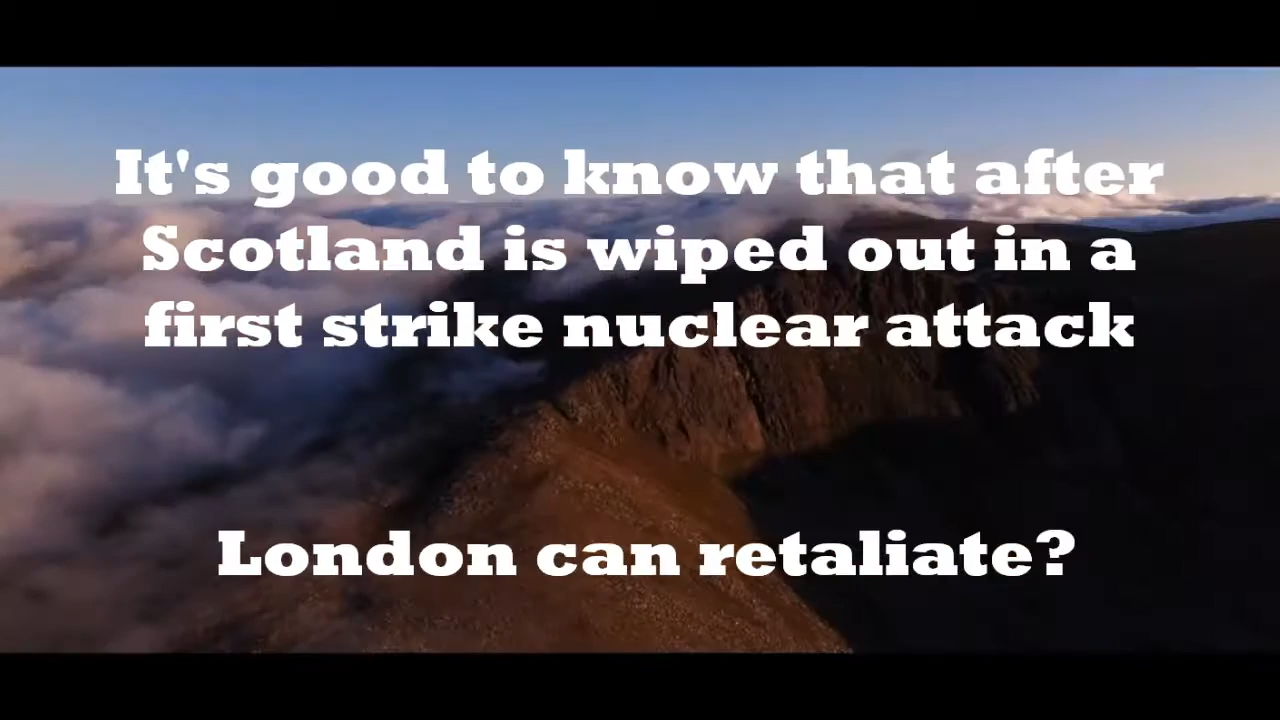 It's good to know that after
Scotland is wiped out in a
first strike nuclear attack
London can retaliate?